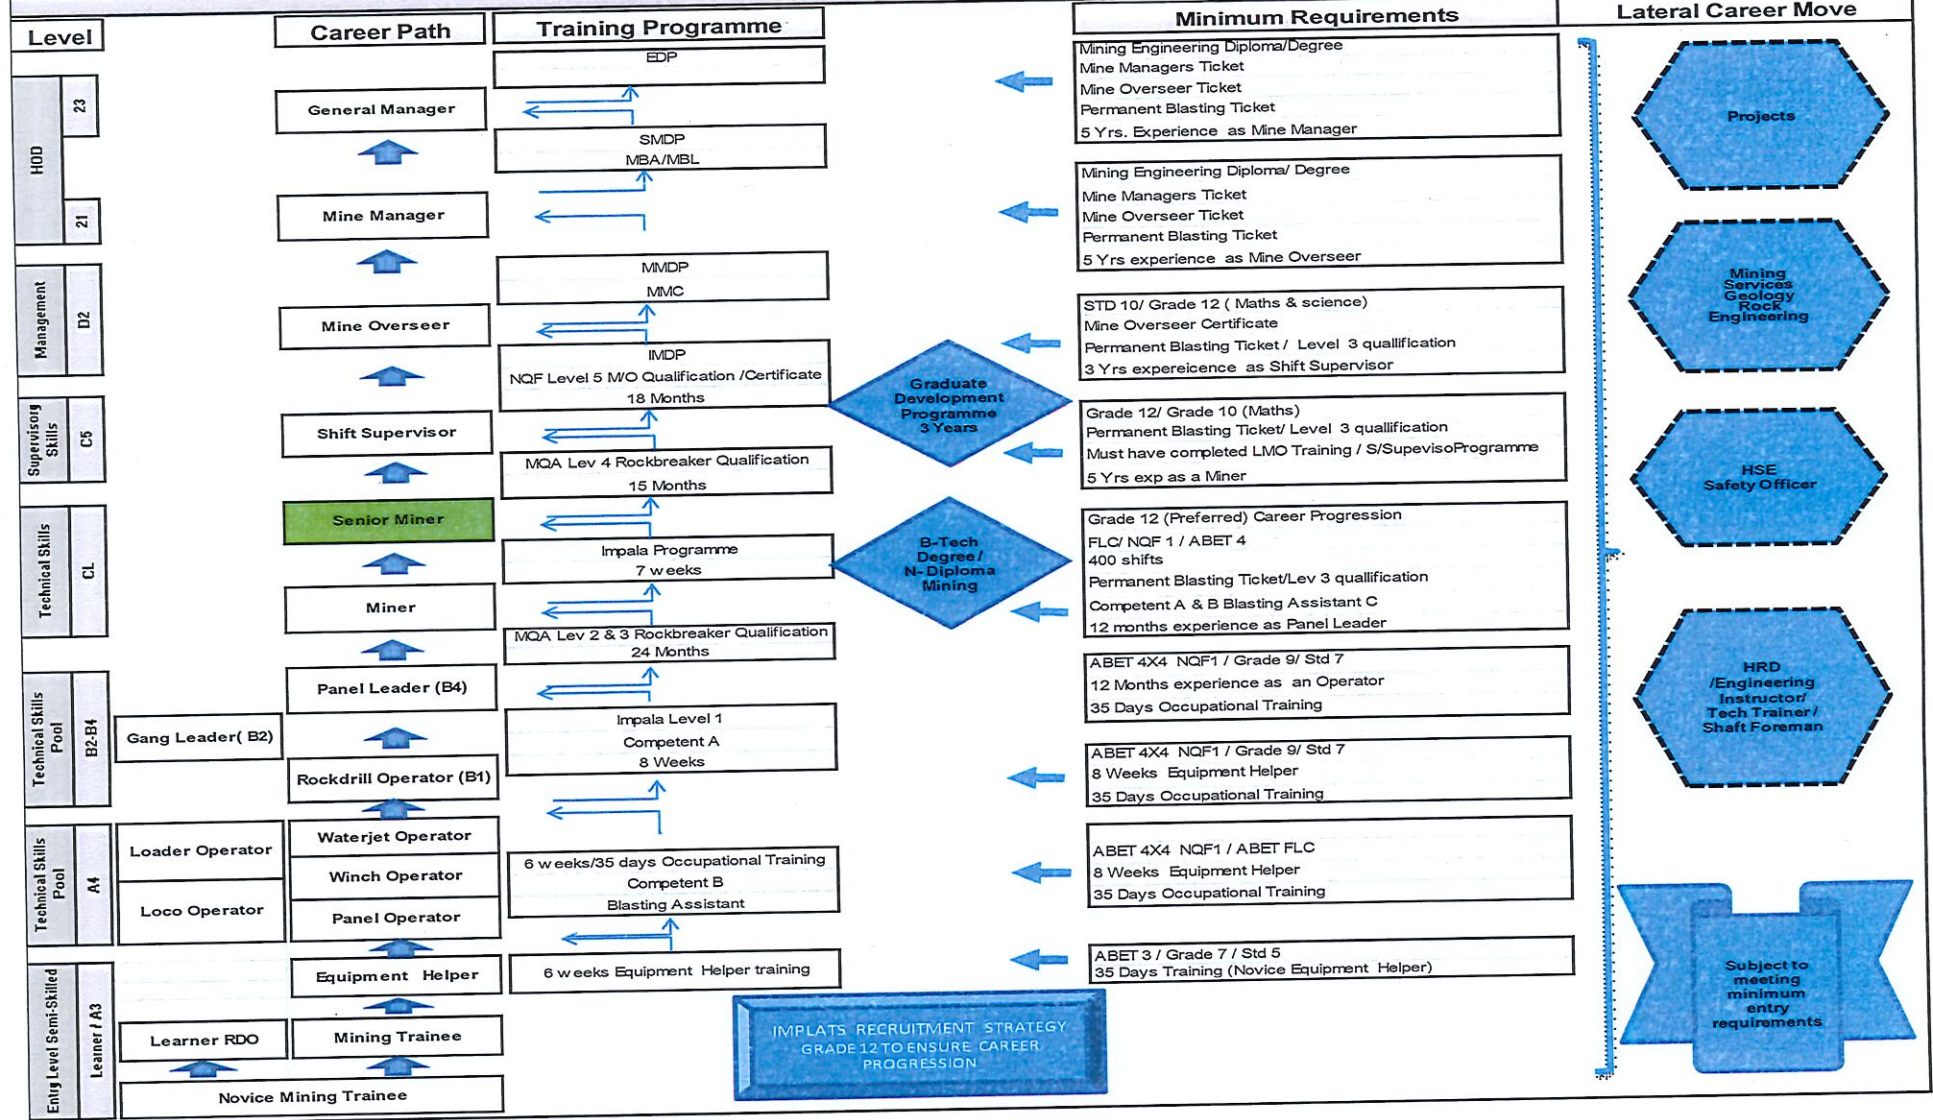 Level
Career Path
Training Programme
Minimum Requirements
Lateral Career Move
HOD
23
21
Management
D2
Supervisory
Skills
C5
Technical Skills
CL
Technical Skills
Pool
B2-B4
Technical Skills
Pool
A4
Entry Level Semi-Skilled
Learner / A3
General Manager
Mine Manager
Mine Overseer
Shift Supervisor
Senior Miner
Miner
Panel Leader (B4)
Gang Leader( B2)
Rockdrill Operator (B1)
Loader Operator
Loco Operator
Waterjet Operator
Winch Operator
Panel Operator
Equipment Helper
Learner RDO
Mining Trainee
Novice Mining Trainee
EDP
SMDP
MBA/MBL
MMDP
MMC
IMDP
NQF Level 5 M/O Qualification /Certificate
18 Months
MQA Lev 4 Rockbreaker Qualification
15 Months
Impala Programme
7 weeks
MQA Lev 2 & 3 Rockbreaker Qualification
24 Months
Impala Level 1
Competent A
8 Weeks
6 weeks/35 days Occupational Training
Competent B
Blasting Assistant
6 weeks Equipment Helper training
Graduate
Development
Programme
3 Years
B-Tech
Degree /
N- Diploma
Mining
Mining Engineering Diploma/Degree
Mine Managers Ticket
Mine Overseer Ticket
Permanent Blasting Ticket
5 Yrs. Experience as Mine Manager
Mining Engineering Diploma/ Degree
Mine Managers Ticket
Mine Overseer Ticket
Permanent Blasting Ticket
5 Yrs experience as Mine Overseer
STD 10/ Grade 12 ( Maths & science)
Mine Overseer Certificate
Permanent Blasting Ticket / Level 3 quallification
3 Yrs expereicence as Shift Supervisor
Grade 12/ Grade 10 (Maths)
Permanent Blasting Ticket/ Level 3 quallification
Must have completed LMO Training / S/SupevisoProgramme
5 Yrs exp as a Miner
Grade 12 (Preferred) Career Progression
FLC/ NQF 1 / ABET 4
400 shifts
Permanent Blasting Ticket/Lev 3 quallification
Competent A & B Blasting Assistant C
12 months experience as Panel Leader
ABET 4X4 NQF1 / Grade 9/ Std 7
12 Months experience as an Operator
35 Days Occupational Training
ABET 4X4 NQF1 / Grade 9/ Std 7
8 Weeks Equipment Helper
35 Days Occupational Training
ABET 4X4 NQF1 / ABET FLC
8 Weeks Equipment Helper
35 Days Occupational Training
ABET 3 / Grade 7 / Std 5
35 Days Training (Novice Equipment Helper)
IMPLATS RECRUITMENT STRATEGY
GRADE 12 TO ENSURE CAREER
PROGRESSION
Projects
Mining
Services
Geology
Rock
Engineering
HSE
Safety Officer
HRD
/Engineering
Instructor/
Tech Trainer /
Shaft Foreman
Subject to
meeting
minimum
entry
requirements